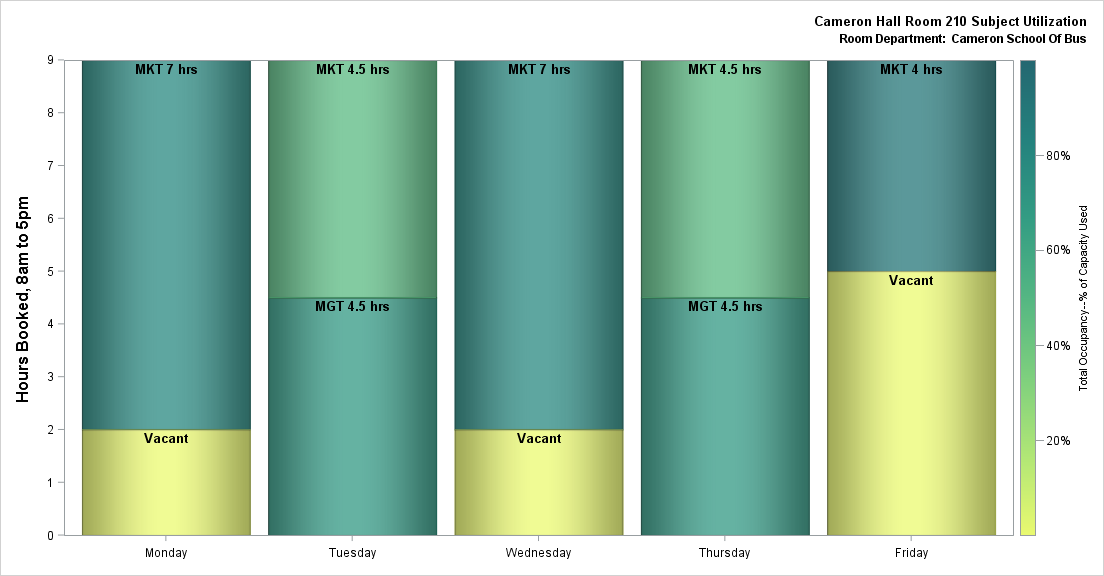 Cameron Hall Room 210 Subject Utilization
Room Department: Cameron School Of Bus
Hours Booked, 8am to 5pm
9
8
7
6
5
4
3
2
1
0
MKT 7 hrs
Vacant
MKT 4.5 hrs
MGT 4.5 hrs
MKT 7 hrs
Vacant
MKT 4.5 hrs
MGT 4.5 hrs
MKT 4 hrs
Vacant
Monday
Tuesday
Wednesday
Thursday
Friday
80%
60%
40%
20%
Total Occupancy--% of Capacity Used